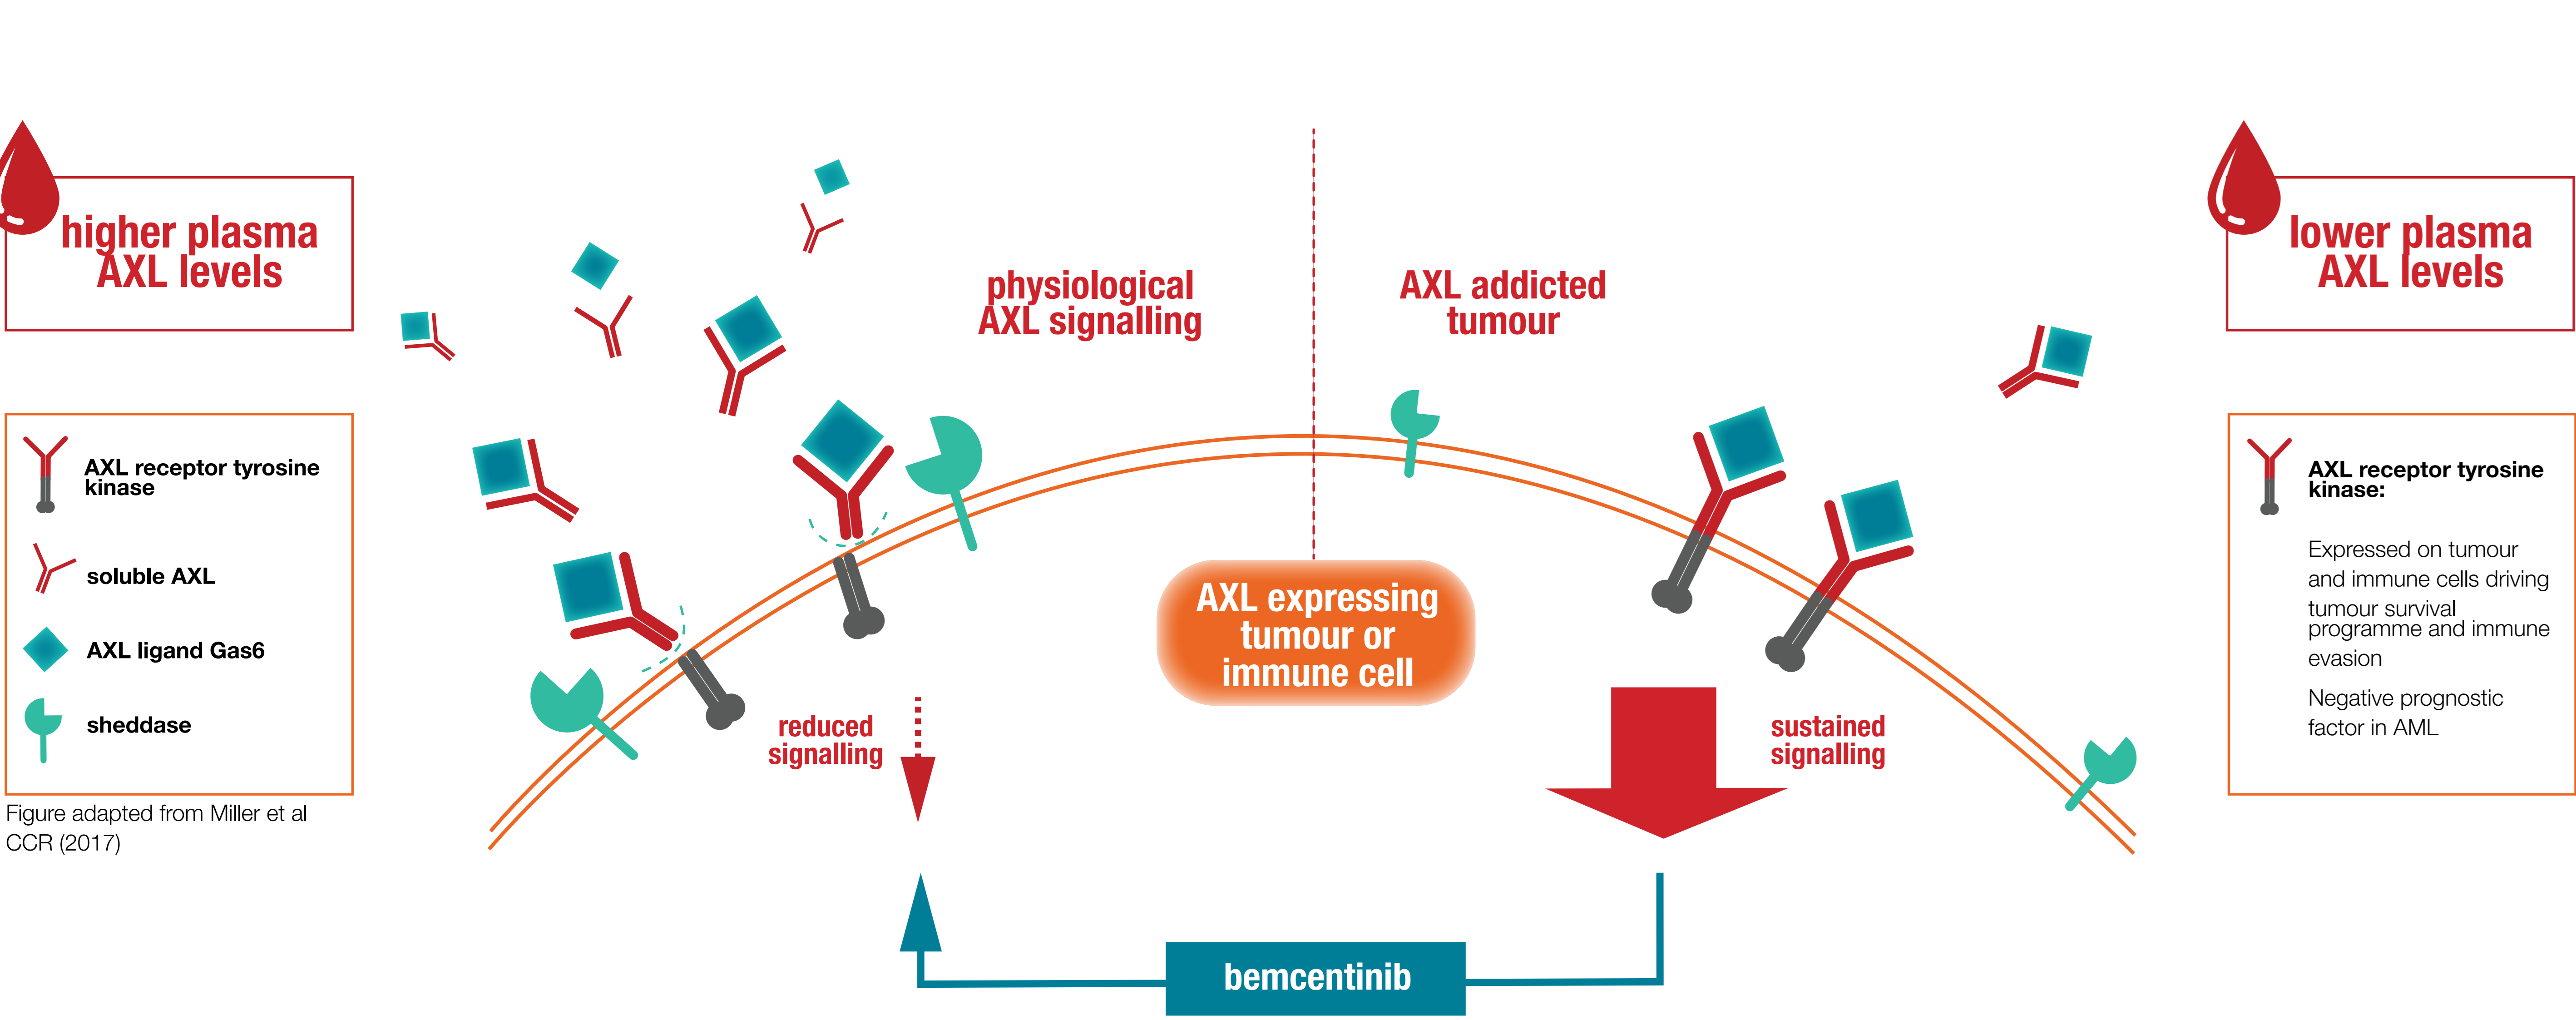 higher plasma
AXL levels
AXL receptor tyrosine
kinase
soluble AXL
AXL ligand Gas6
sheddase
Figure adapted from Miller et al
CCR (2017)
physiological
AXL signalling
AXL addicted
tumour
AXL expressing
tumour or
immune cell
reduced
signalling
sustained
signalling
bemcentinib
lower plasma
AXL levels
AXL receptor tyrosine
kinase:
Expressed on tumour
and immune cells driving
tumour survival
programme and immune
evasion
Negative prognostic
factor in AML